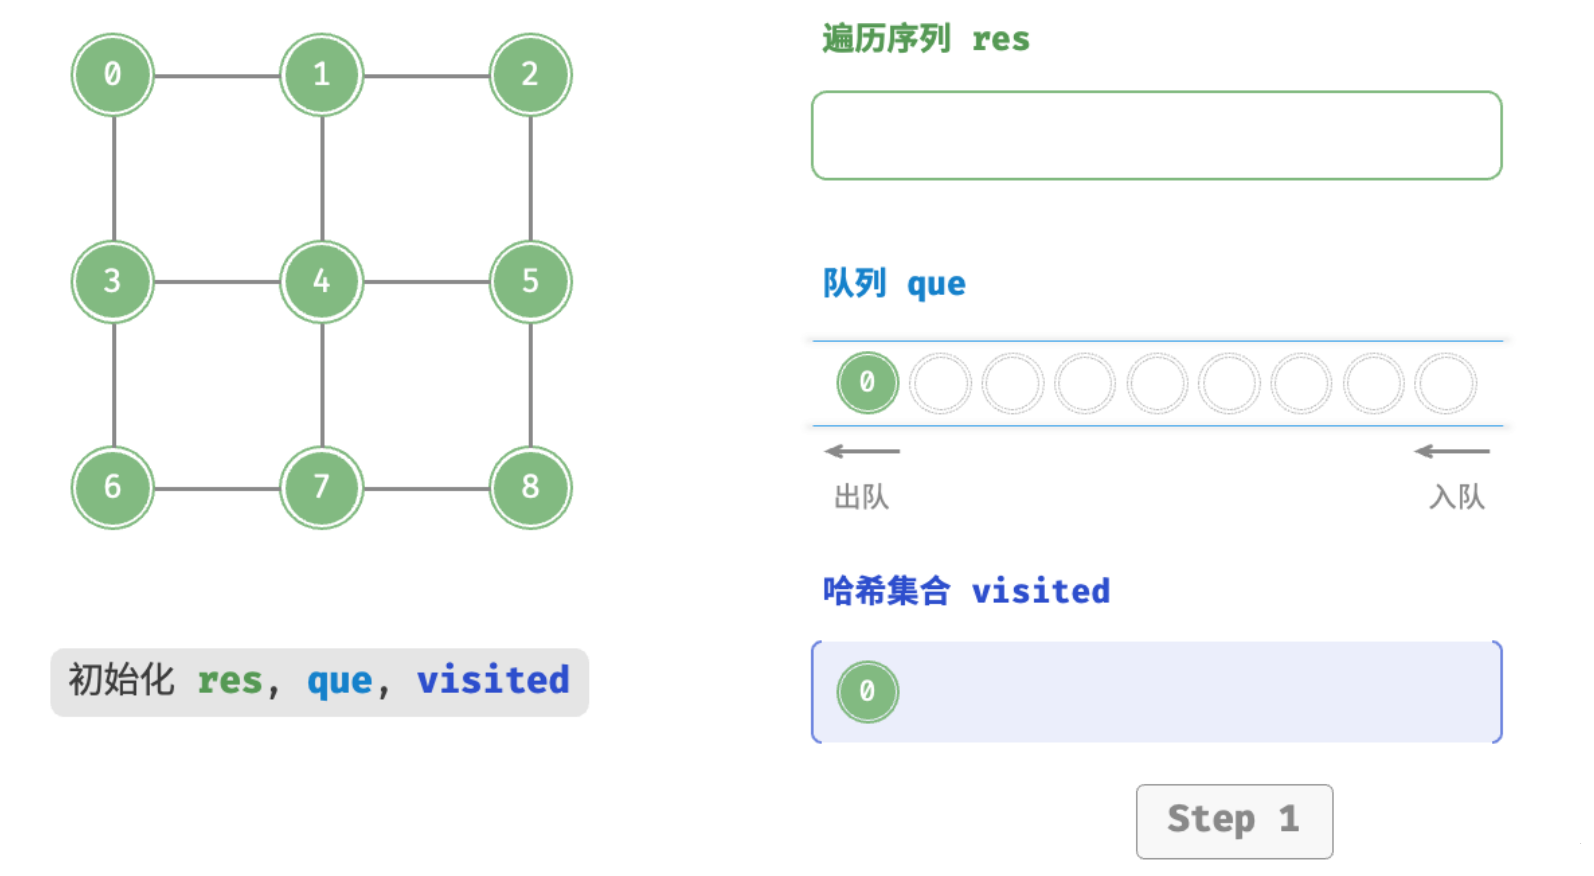 0 1 2
3 4 5
6 7 8
初始化 res, que, visited
遍历序列 res
队列 que
0
出队 入队
哈希集合 visited
0
Step 1